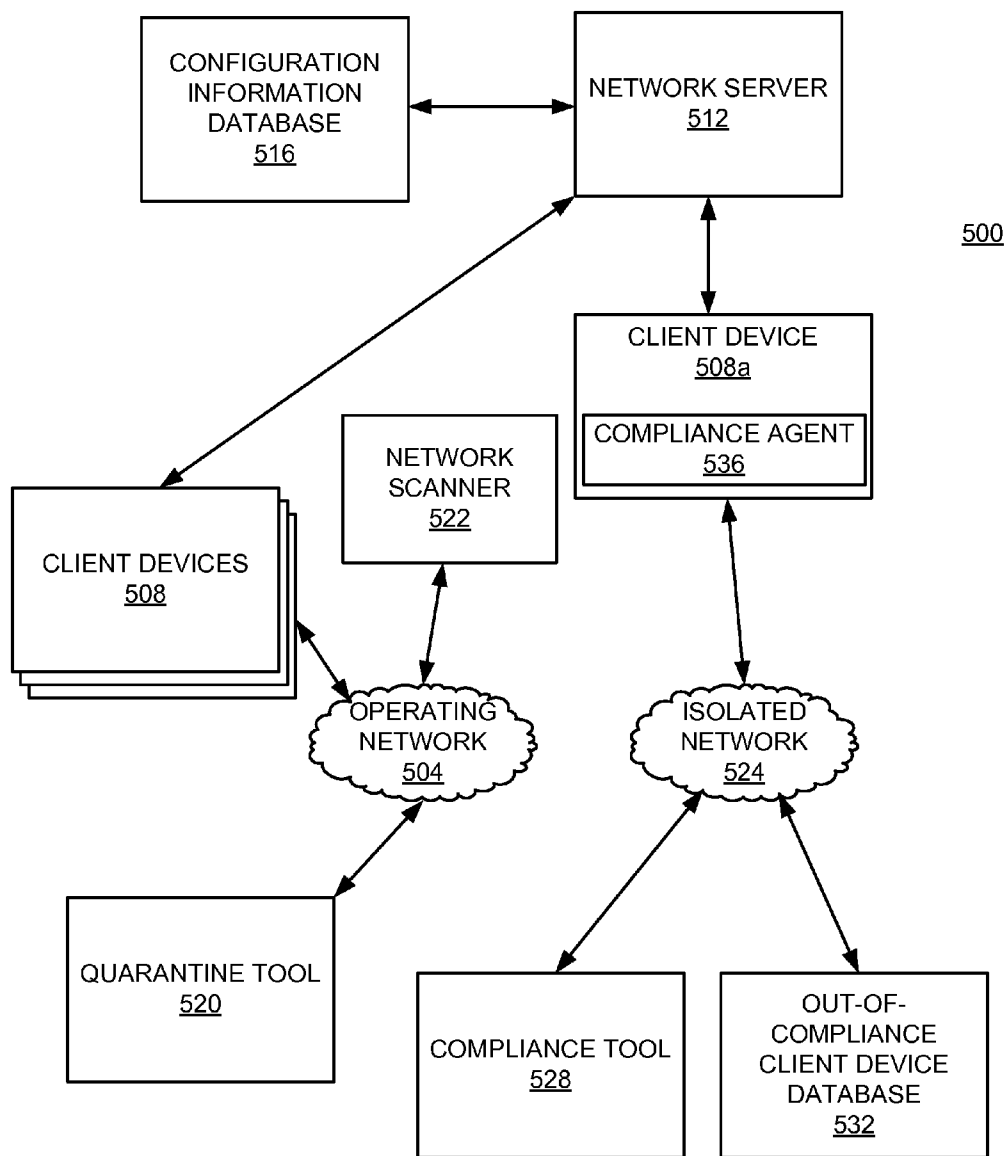 CONFIGURATION
INFORMATION
DATABASE
516
NETWORK SERVER
512
500
CLIENT DEVICE
508a
COMPLIANCE AGENT
536
NETWORK
SCANNER
522
CLIENT DEVICES
508
OPERATING
NETWORK
504
ISOLATED
NETWORK
524
QUARANTINE TOOL
520
COMPLIANCE TOOL
528
OUT-OF-
COMPLIANCE
CLIENT DEVICE
DATABASE
532